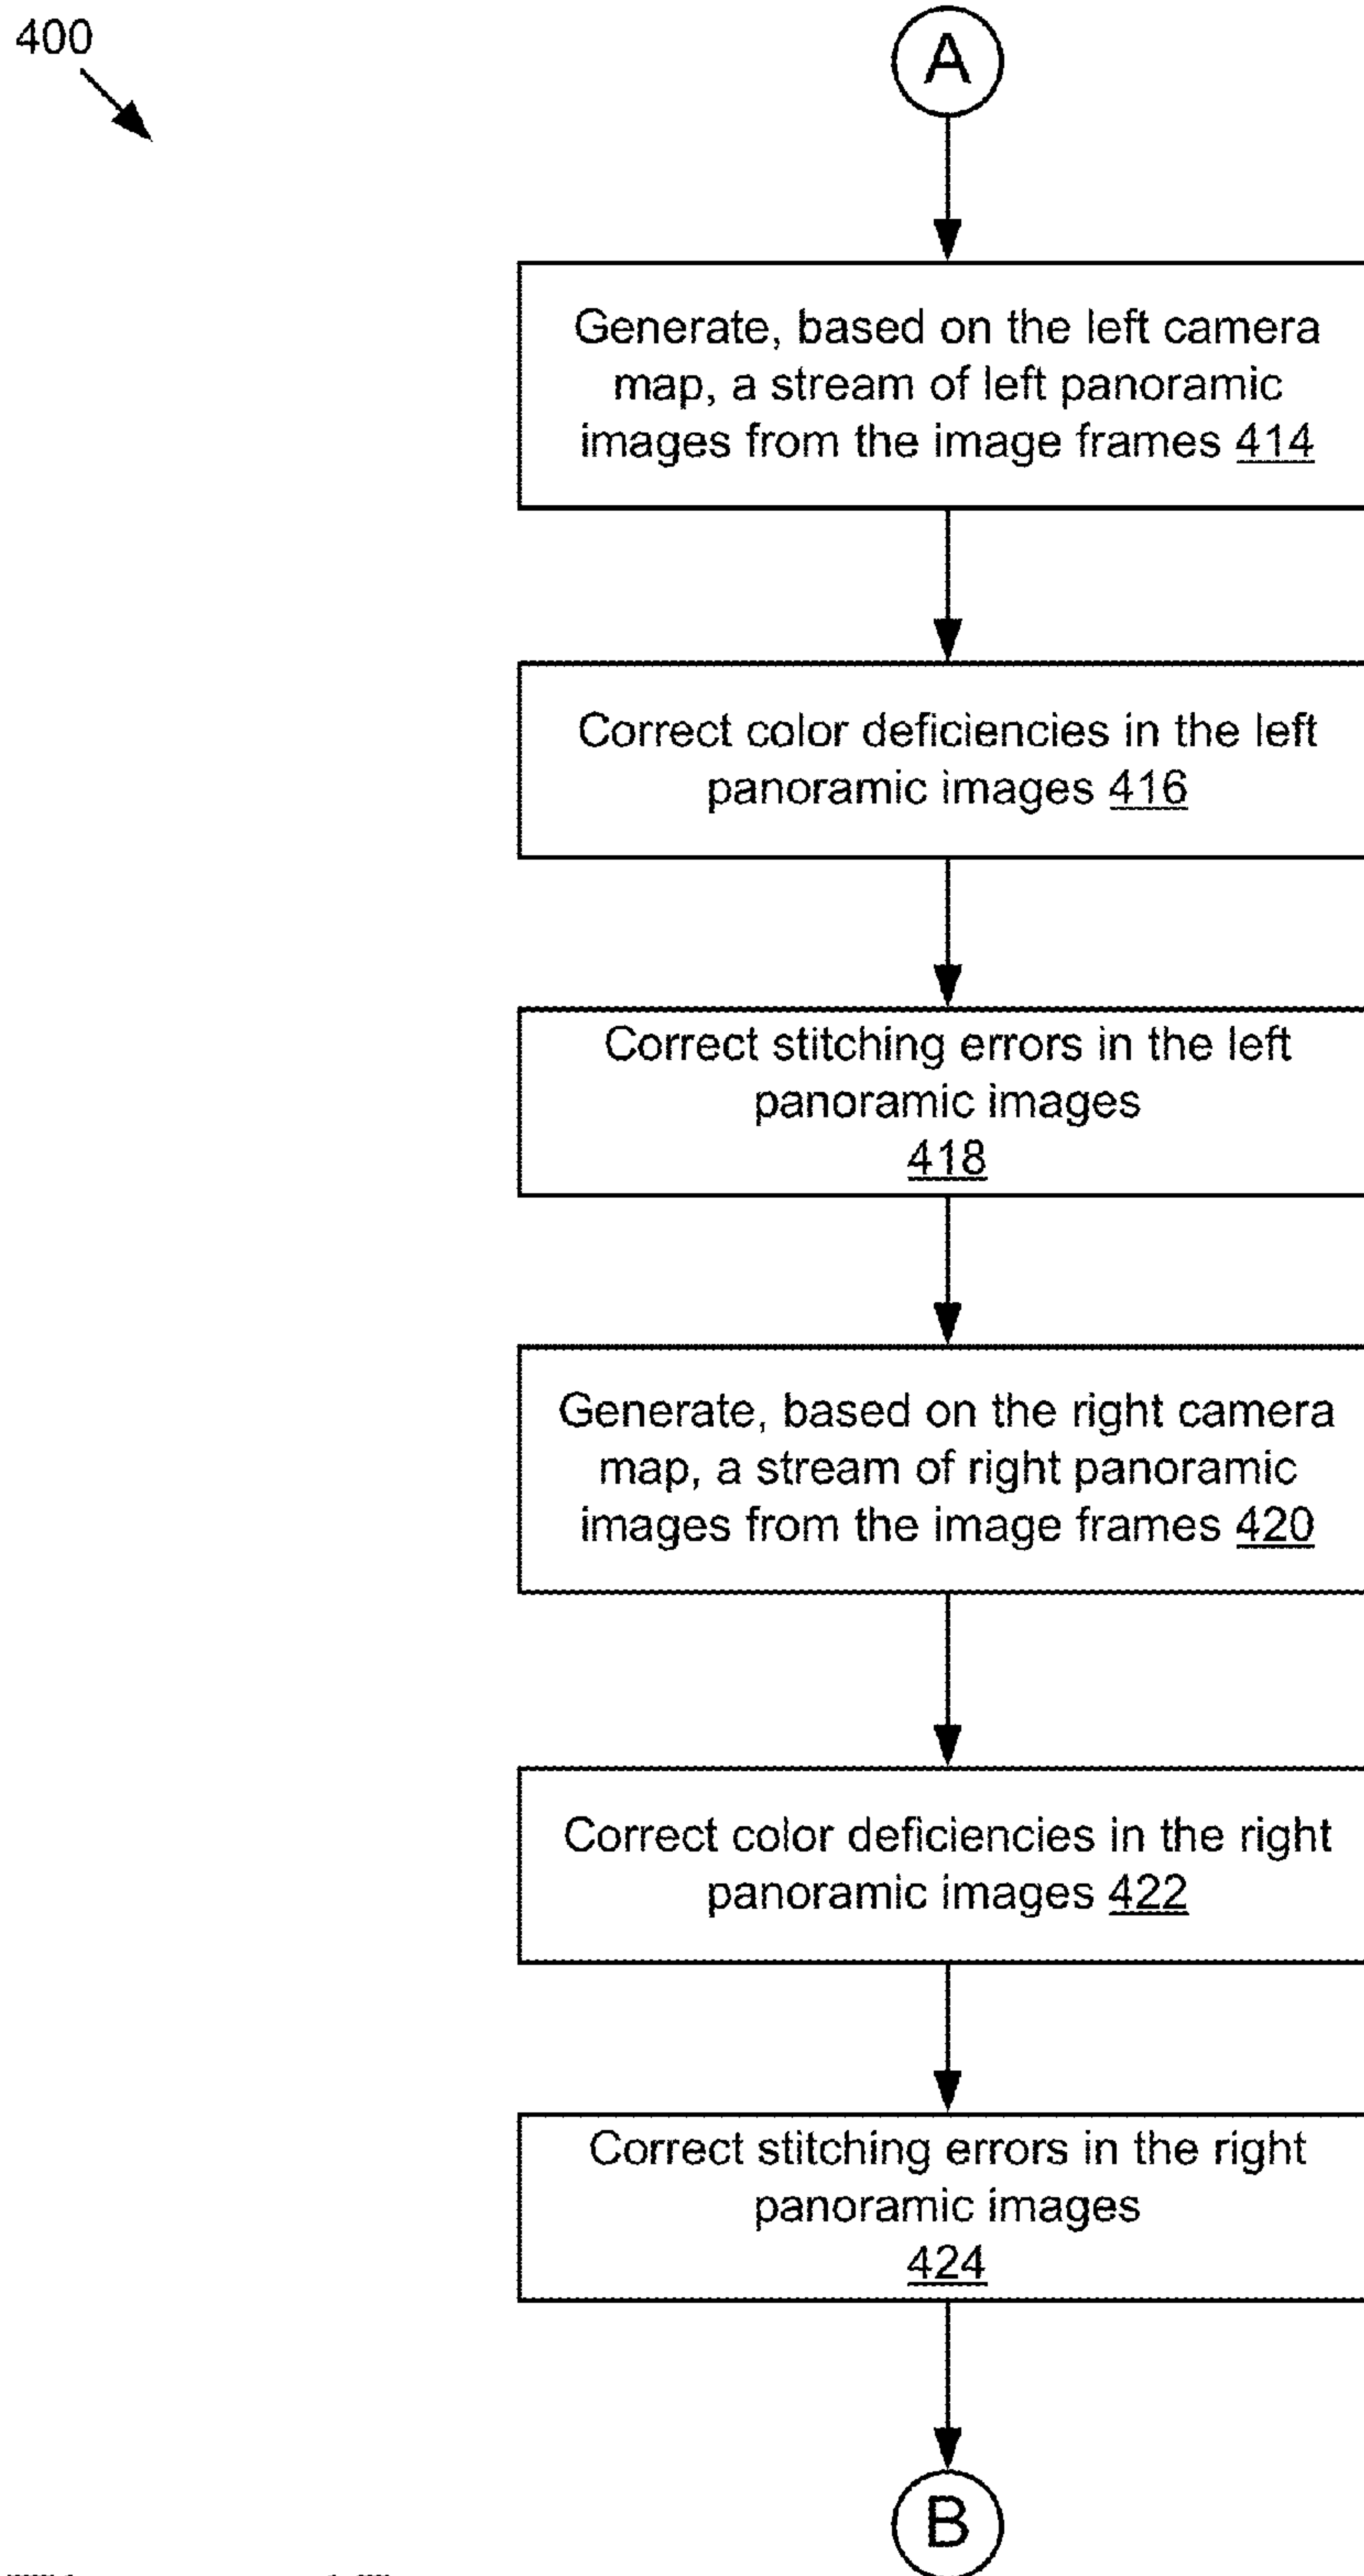 400
A
Generate, based on the left camera
map, a stream of left panoramic
images from the image frames 414
Correct color deficiencies in the left
panoramic images 416
Correct stitching errors in the left
panoramic images
418
Generate, based on the right camera
map, a stream of right panoramic
images from the image frames 420
Correct color deficiencies in the right
panoramic images 422
Correct stitching errors in the right
panoramic images
424
B